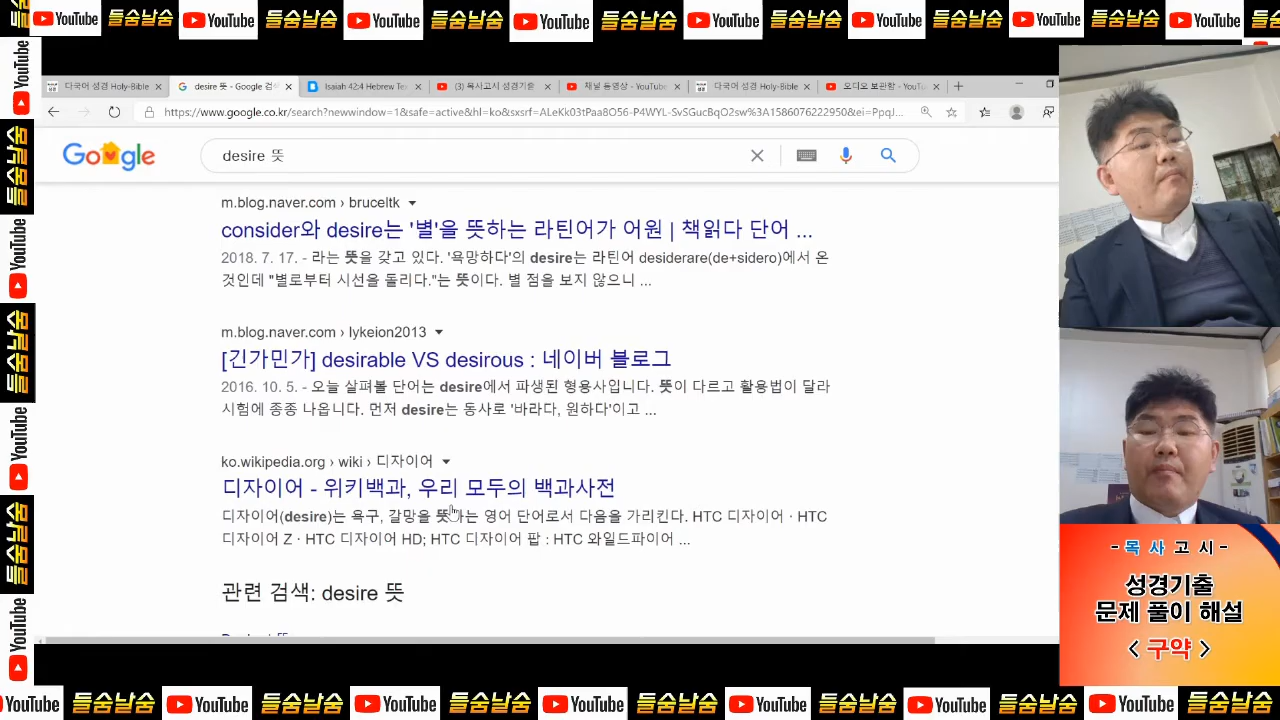 YouTube 들숨날숨 YouTube 들숨날숨 YouTube 들숨날숨 YouTube 들숨날숨 YouTube 들숨날숨 YouTube 들숨날숨 YouTube 들숨날숨 YouTube
다국어 성경 Holy-Bible
desire 뜻 - Google 검색
Isaiah 42:4 Hebrew Te
(3) 목사고시 성경기출
채널 동영상 - YouTube
다국어 성경 Holy-Bible
오디오 보관함 - YouT
https://www.google.co.kr/search?newwindow=1&safe=active&hl=ko&sxsrf=ALeKk03tPaa8O56-P4WYL-SvSGucBqO2sw%3A1586076222950&ei=PpqJ...
Google
desire 뜻
m.blog.naver.com › bruceltk
consider와 desire는 '별'을 뜻하는 라틴어가 어원 | 책읽다 단어 ...
2018. 7. 17. - 라는 뜻을 갖고 있다. '욕망하다'의 desire는 라틴어 desiderare(de+sidero)에서 온
것인데 "별로부터 시선을 돌리다."는 뜻이다. 별 점을 보지 않으니 ...
m.blog.naver.com › lykeion2013
[긴가민가] desirable VS desirous : 네이버 블로그
2016. 10. 5. - 오늘 살펴볼 단어는 desire에서 파생된 형용사입니다. 뜻이 다르고 활용법이 달라
시험에 종종 나옵니다. 먼저 desire는 동사로 '바라다, 원하다'이고 ...
ko.wikipedia.org › wiki › 디자이어
디자이어 - 위키백과, 우리 모두의 백과사전
디자이어(desire)는 욕구, 갈망을 뜻하는 영어 단어로서 다음을 가리킨다. HTC 디자이어 · HTC
디자이어 Z · HTC 디자이어 HD; HTC 디자이어 팝 : HTC 와일드파이어 ...
관련 검색: desire 뜻
- 목사고시 -
성경기출
문제 풀이 해설
< 구약 >
YouTube
들숨날숨
YouTube
들숨날숨
YouTube
들숨날숨
YouTube
YouTube 들숨날숨 YouTube 들숨날숨 YouTube 들숨날숨 YouTube 들숨날숨 YouTube 들숨날숨 YouTube 들숨날숨 YouTube 들숨날숨